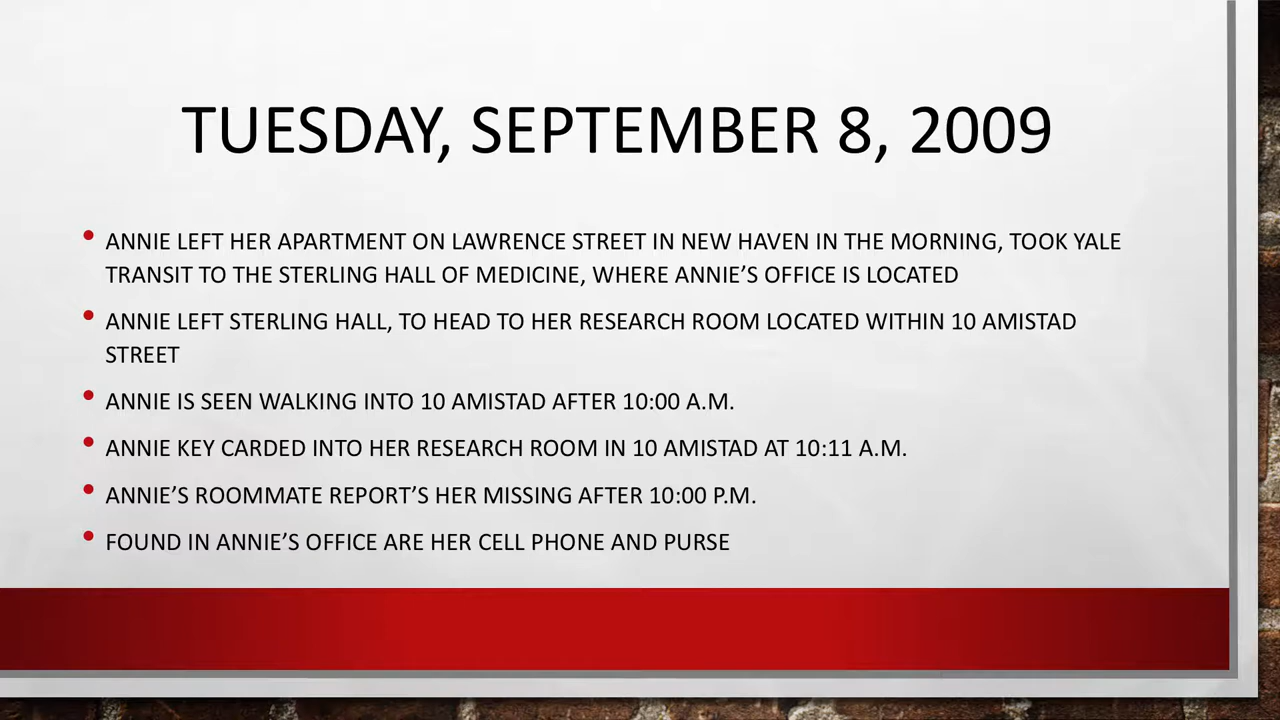 TUESDAY, SEPTEMBER 8, 2009
• ANNIE LEFT HER APARTMENT ON LAWRENCE STREET IN NEW HAVEN IN THE MORNING, TOOK YALE
TRANSIT TO THE STERLING HALL OF MEDICINE, WHERE ANNIE’S OFFICE IS LOCATED
• ANNIE LEFT STERLING HALL, TO HEAD TO HER RESEARCH ROOM LOCATED WITHIN 10 AMISTAD
STREET
• ANNIE IS SEEN WALKING INTO 10 AMISTAD AFTER 10:00 A.M.
• ANNIE KEY CARDED INTO HER RESEARCH ROOM IN 10 AMISTAD AT 10:11 A.M.
• ANNIE’S ROOMMATE REPORT’S HER MISSING AFTER 10:00 P.M.
• FOUND IN ANNIE’S OFFICE ARE HER CELL PHONE AND PURSE